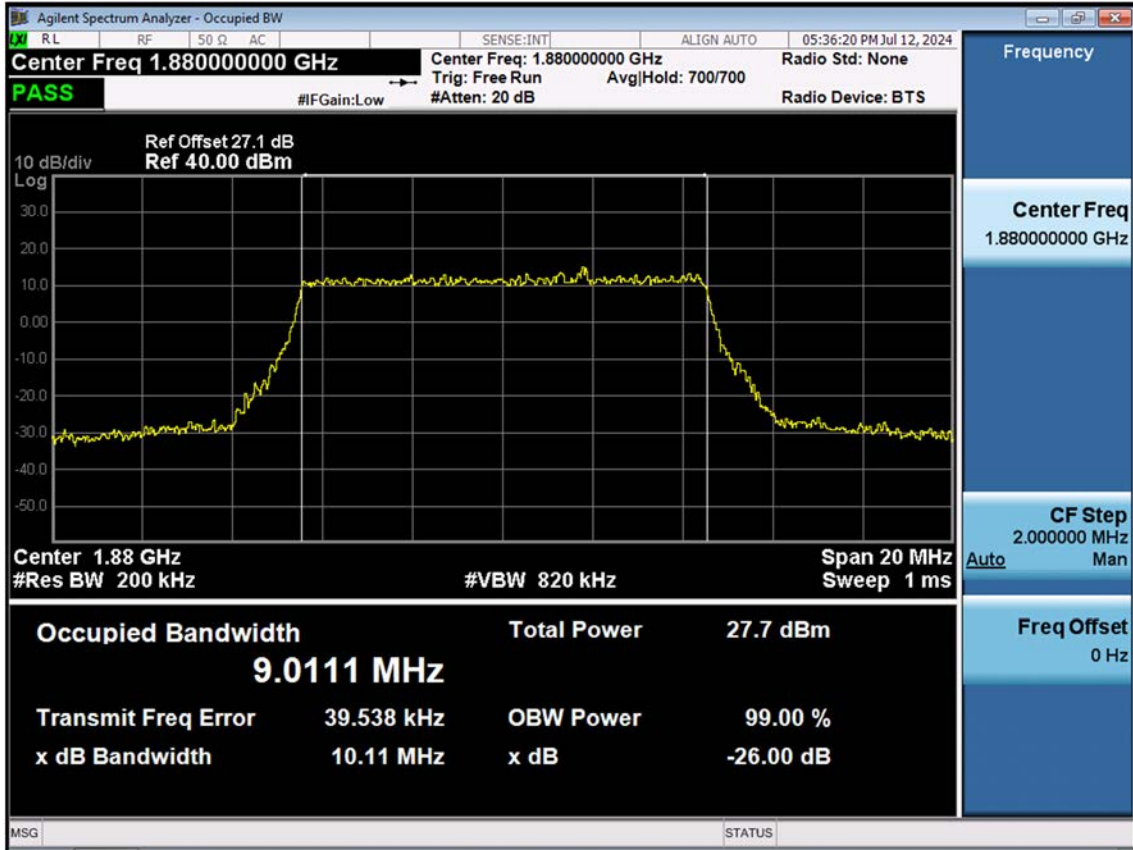 Agilent Spectrum Analyzer - Occupied BW
LXI RL RF 50 Ω AC SENSE:INT ALIGN AUTO 05:36:20 PM Jul 12, 2024
Center Freq 1.880000000 GHz
Center Freq: 1.880000000 GHz
Radio Std: None
Trig: Free Run
Avg|Hold: 700/700
PASS
#IFGain:Low
#Atten: 20 dB
Radio Device: BTS
Ref Offset 27.1 dB
10 dB/div
Ref 40.00 dBm
Log
30.0
20.0
10.0
0.00
-10.0
-20.0
-30.0
-40.0
-50.0
Center 1.88 GHz
Span 20 MHz
#Res BW 200 kHz
#VBW 820 kHz
Sweep 1 ms
Occupied Bandwidth
Total Power 27.7 dBm
9.0111 MHz
Transmit Freq Error 39.538 kHz
OBW Power 99.00 %
x dB Bandwidth 10.11 MHz
x dB -26.00 dB
MSG
STATUS
Frequency
Center Freq
1.880000000 GHz
CF Step
2.000000 MHz
Auto Man
Freq Offset
0 Hz